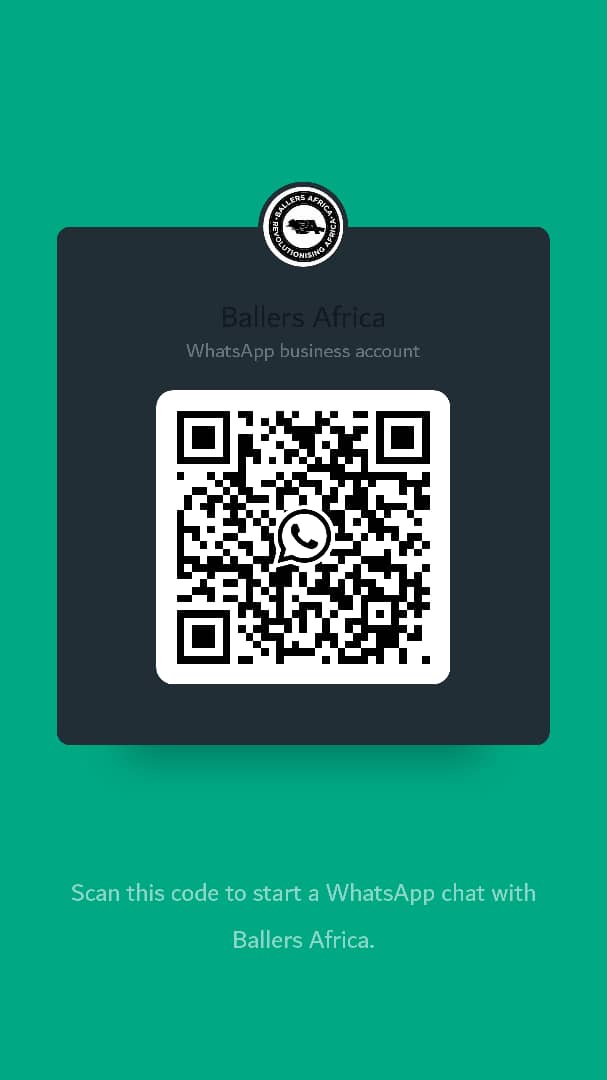 BALLERS AFRICA
REVOLUTIONISING AFRICA
Ballers Africa
WhatsApp business account
Scan this code to start a WhatsApp chat with
Ballers Africa.